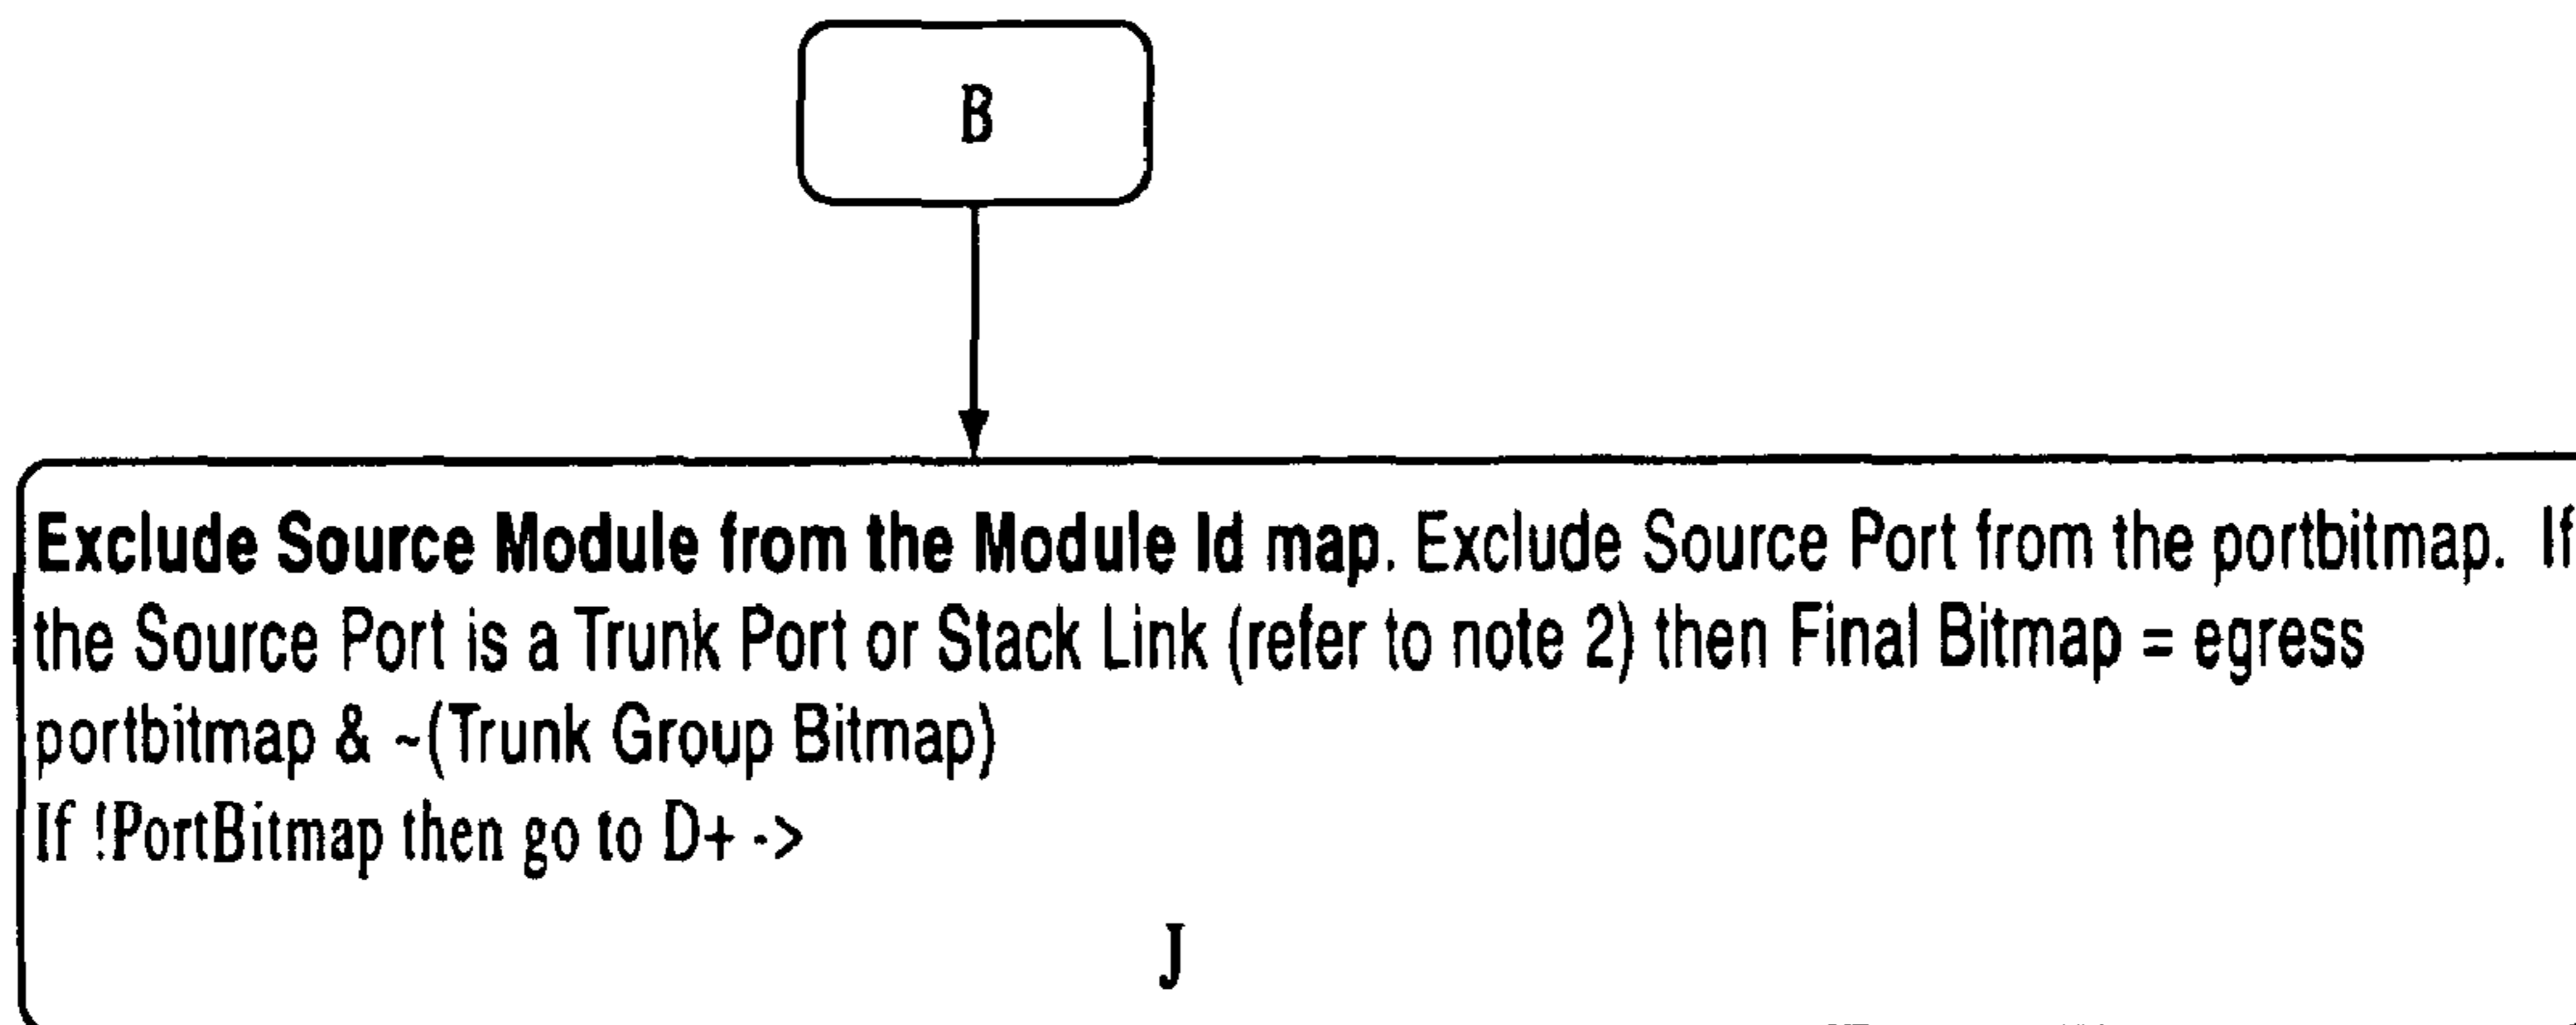 B
Exclude Source Module from the Module Id map. Exclude Source Port from the portbitmap. If
the Source Port is a Trunk Port or Stack Link (refer to note 2) then Final Bitmap = egress
portbitmap & ~(Trunk Group Bitmap)
If !PortBitmap then go to D+ ->
J